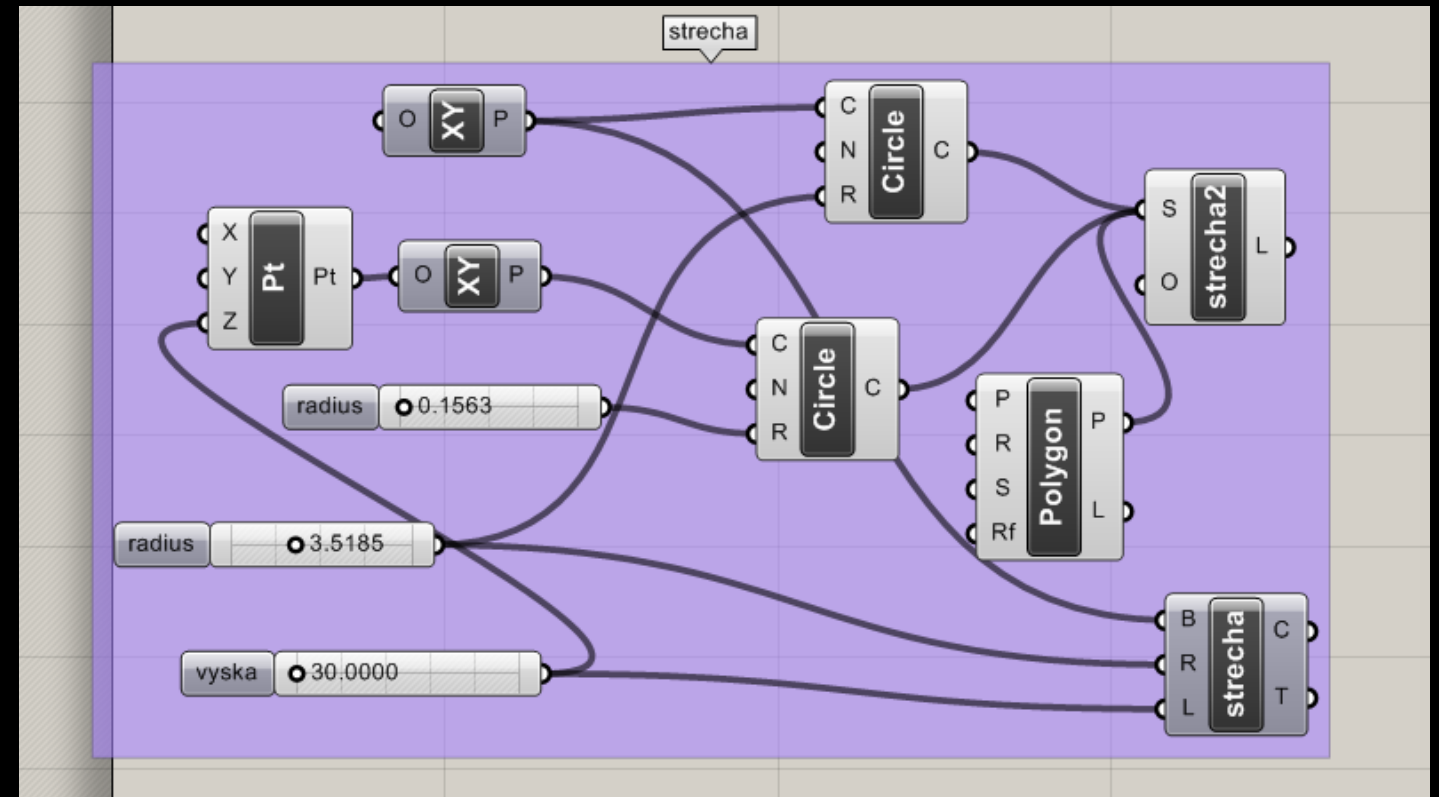 strecha
O XY P
C N R Circle C
X Y Z Pt Pt
O XY P
S O strecha2 L
radius 0.1563
C N R Circle C
P R S Rf Polygon P L
radius 3.5185
vyska 30.0000
B R L strecha C T